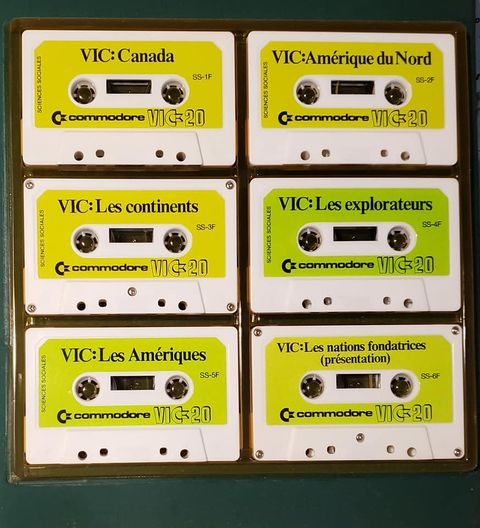 VIC: Canada
SCIENCES SOCIALES
SS-1F
commodore VIC-20
VIC: Amérique du Nord
SCIENCES SOCIALES
SS-2F
commodore VIC-20
VIC: Les continents
SCIENCES SOCIALES
SS-3F
commodore VIC-20
VIC: Les explorateurs
SCIENCES SOCIALES
SS-4F
commodore VIC-20
VIC: Les Amériques
SCIENCES SOCIALES
SS-5F
commodore VIC-20
VIC: Les nations fondatrices
(présentation)
SS-6F
commodore VIC-20